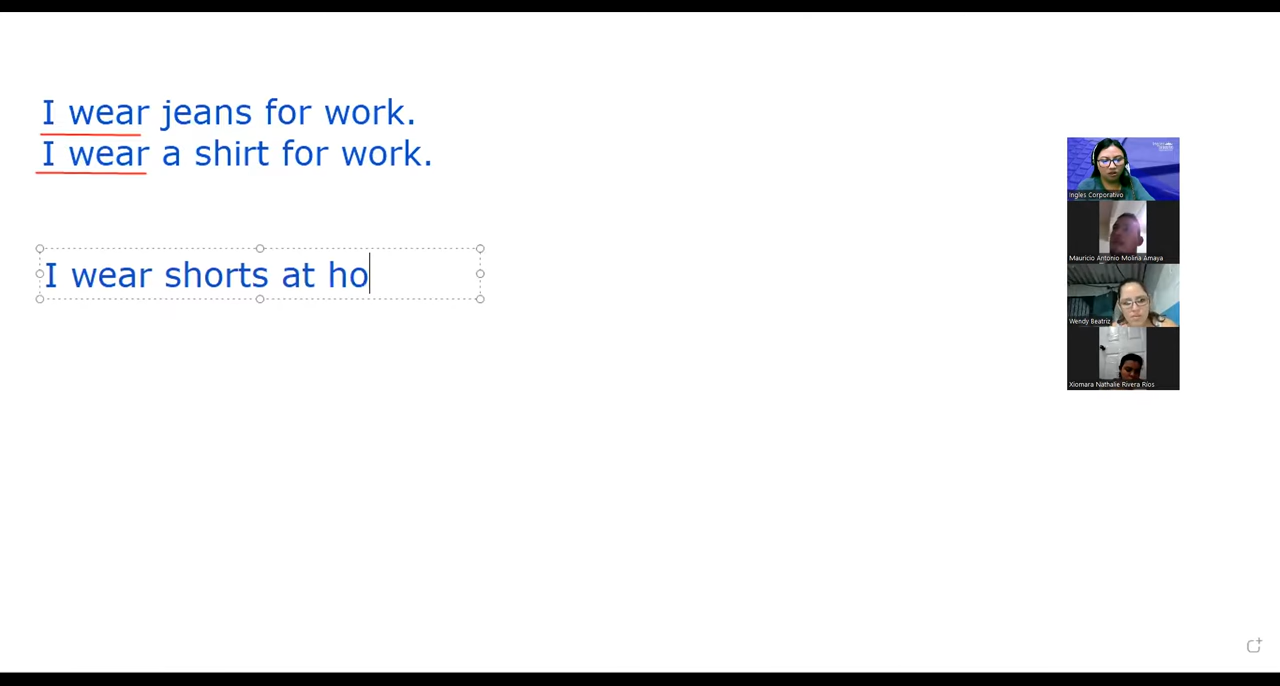 I wear jeans for work.
I wear a shirt for work.
I wear shorts at ho
Ingles Corporativo
Mauricio Antonio Molina Amaya
Wendy Beatriz
Xiomara Nathalie Rivera Rios